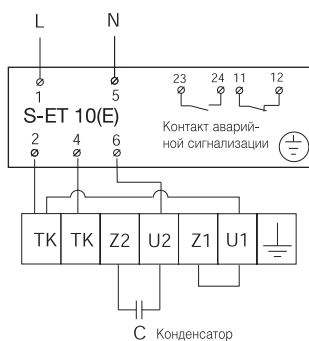 L N
23 24 11 12
1 5
S-ET 10(E)
Контакт аварий-
ной сигнализации
2 4 6
TK TK Z2 U2 Z1 U1
C Конденсатор